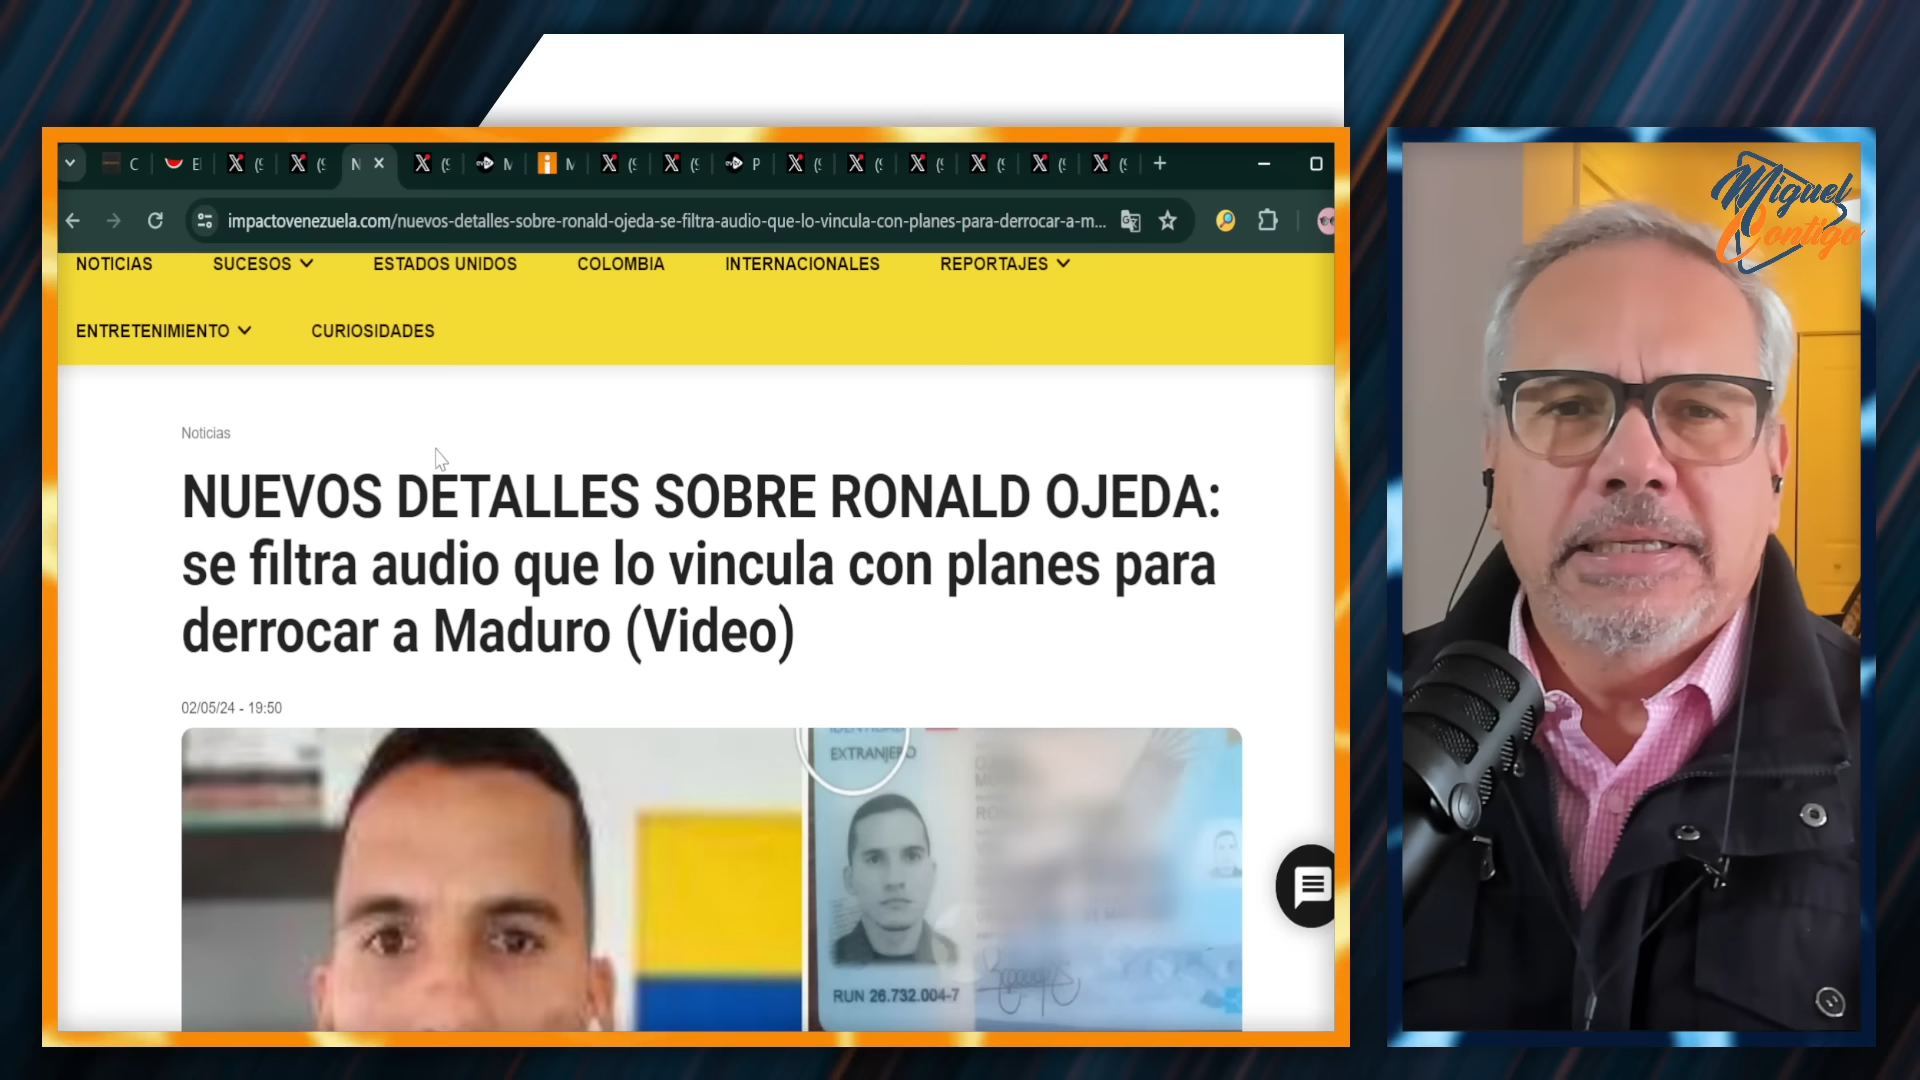 impactovenezuela.com/nuevos-detalles-sobre-ronald-ojeda-se-filtra-audio-que-lo-vincula-con-planes-para-derrocar-a-m...
NOTICIAS SUCESOS ESTADOS UNIDOS COLOMBIA INTERNACIONALES REPORTAJES
ENTRETENIMIENTO CURIOSIDADES
Noticias
NUEVOS DETALLES SOBRE RONALD OJEDA:
se filtra audio que lo vincula con planes para
derrocar a Maduro (Video)
02/05/24 - 19:50
EXTRANJERO
RUN 26.732.004-7
Miguel
Contigo